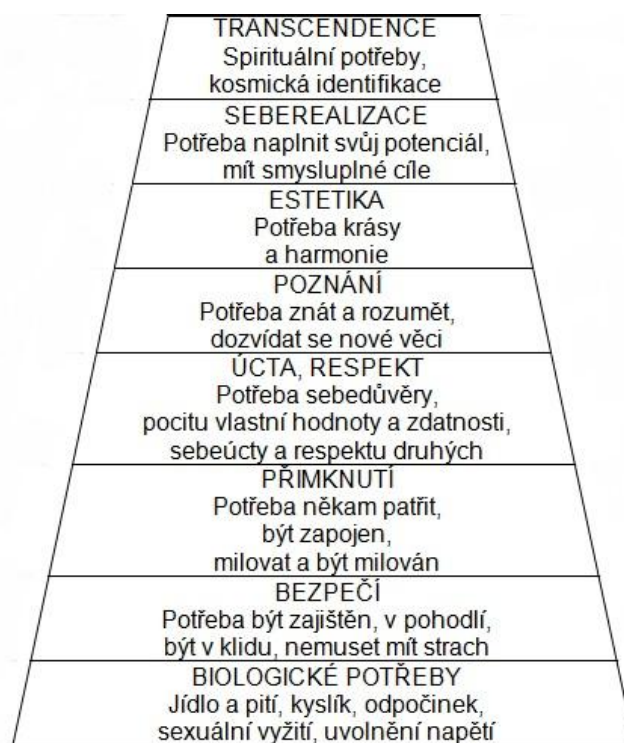 TRANSCENDENCE
Spirituální potřeby,
kosmická identifikace
SEBEREALIZACE
Potřeba naplnit svůj potenciál,
mít smysluplné cíle
ESTETIKA
Potřeba krásy
a harmonie
POZNÁNÍ
Potřeba znát a rozumět,
dozvídat se nové věci
ÚCTA, RESPEKT
Potřeba sebedůvěry,
pocitu vlastní hodnoty a zdatnosti,
sebeúcty a respektu druhých
PŘIMKNUTÍ
Potřeba někam patřit,
být zapojen,
milovat a být milován
BEZPEČÍ
Potřeba být zajištěn, v pohodlí,
být v klidu, nemuset mít strach
BIOLOGICKÉ POTŘEBY
Jídlo a pití, kyslík, odpočinek,
sexuální vyžití, uvolnění napětí